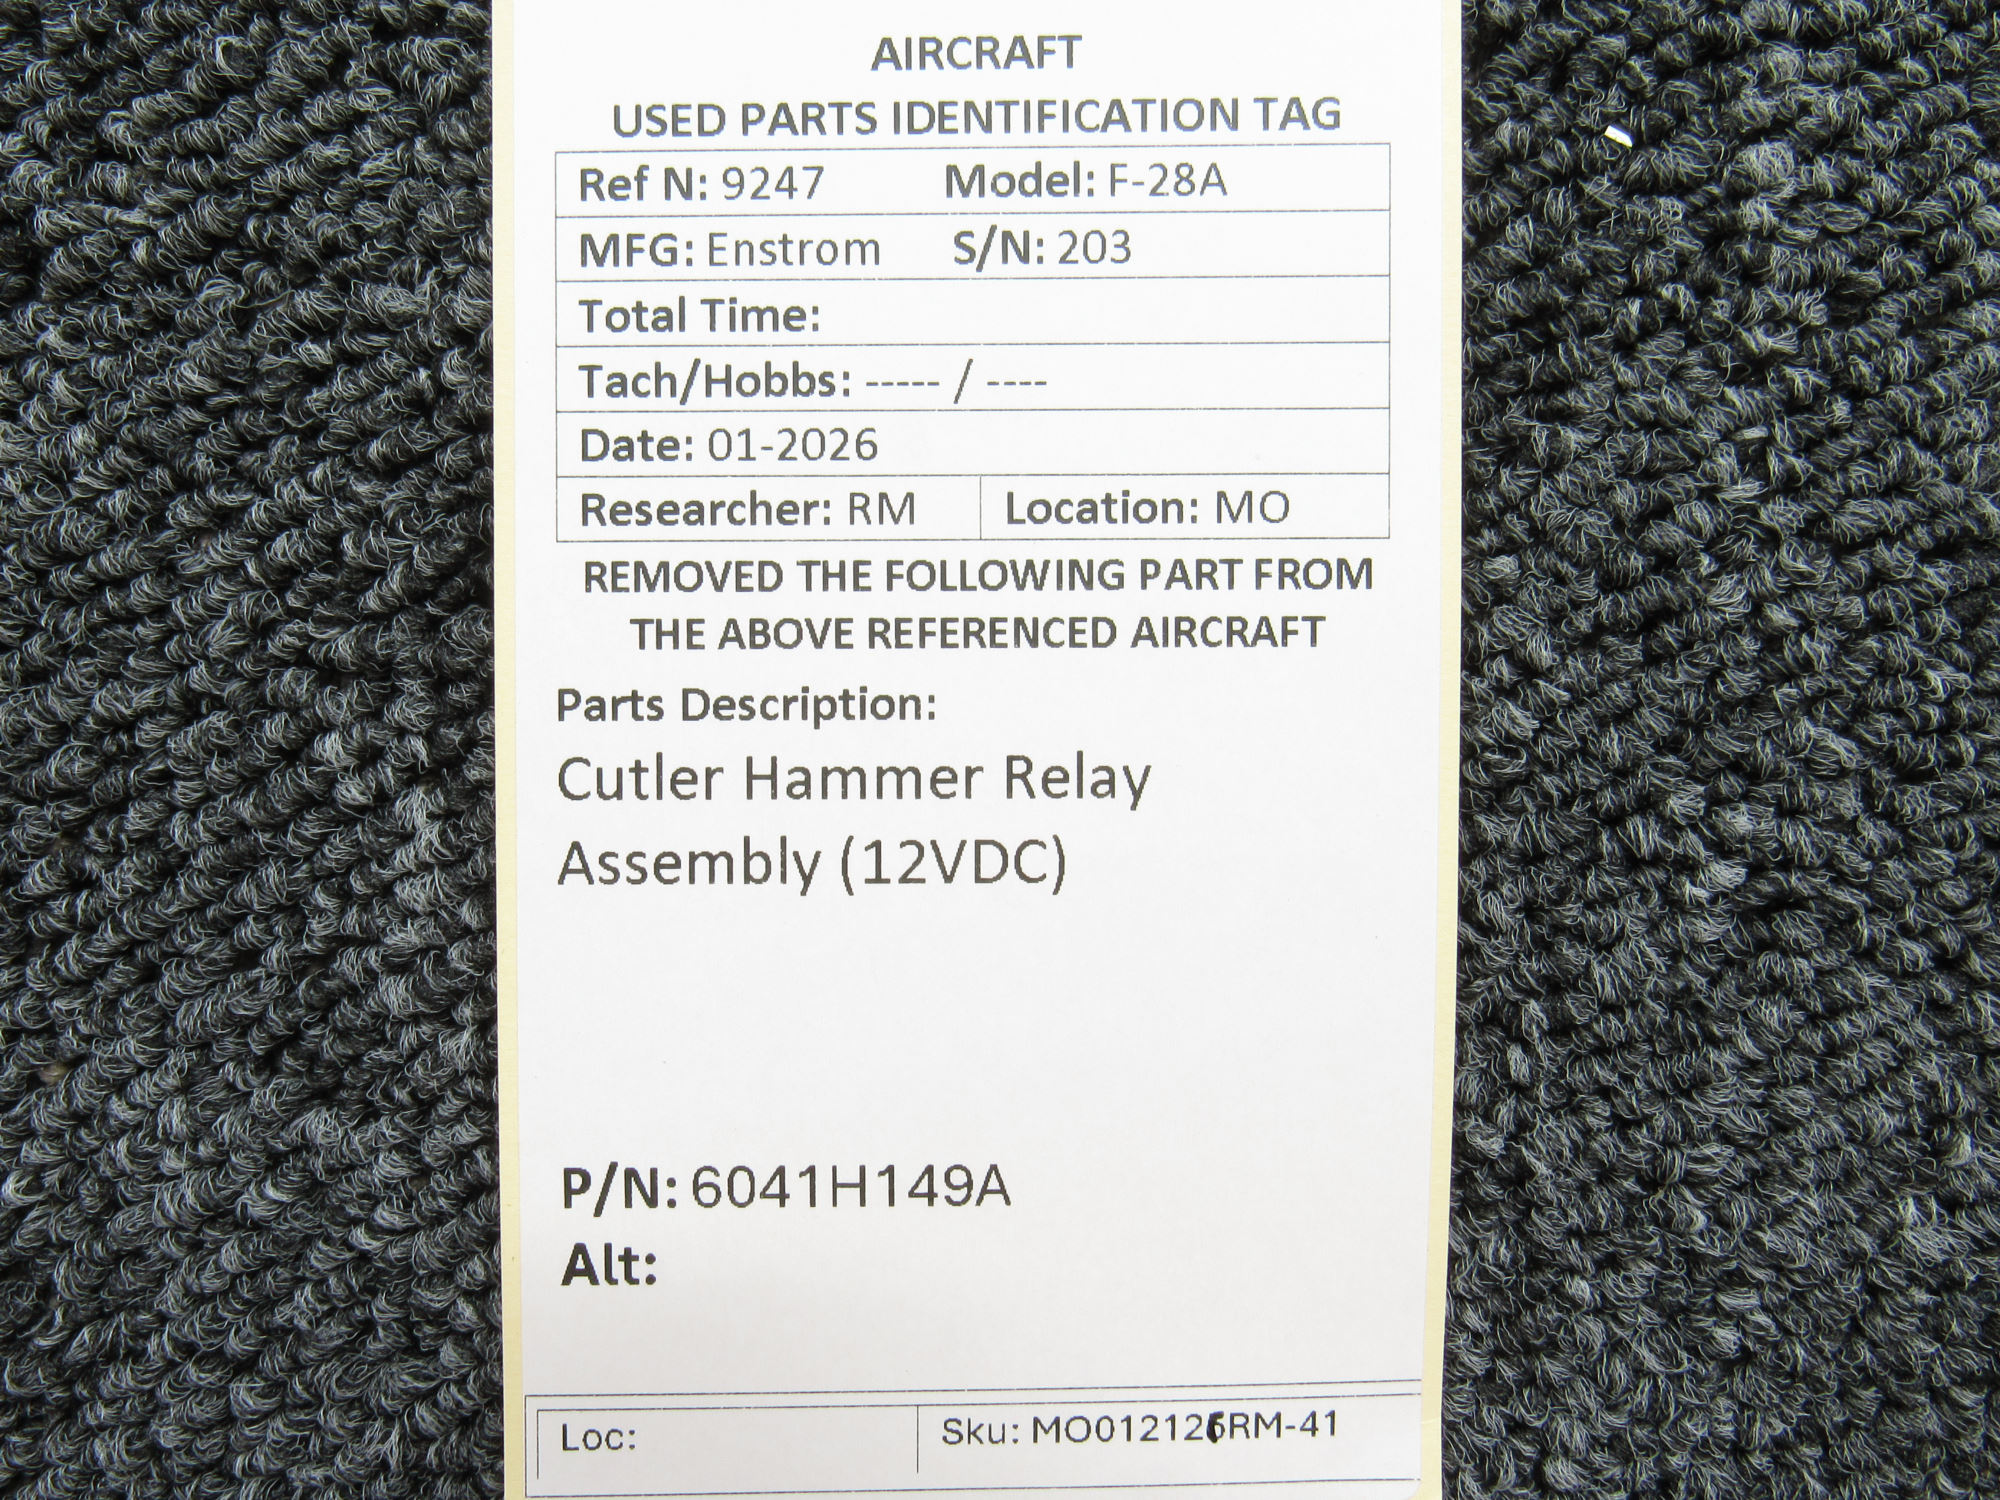 AIRCRAFT
USED PARTS IDENTIFICATION TAG
Ref N: 9247 Model: F-28A
MFG: Enstrom S/N: 203
Total Time:
Tach/Hobbs: ----- / ----
Date: 01-2026
Researcher: RM Location: MO
REMOVED THE FOLLOWING PART FROM
THE ABOVE REFERENCED AIRCRAFT
Parts Description:
Cutler Hammer Relay
Assembly (12VDC)
P/N: 6041H149A
Alt:
Loc: Sku: MO012126RM-41